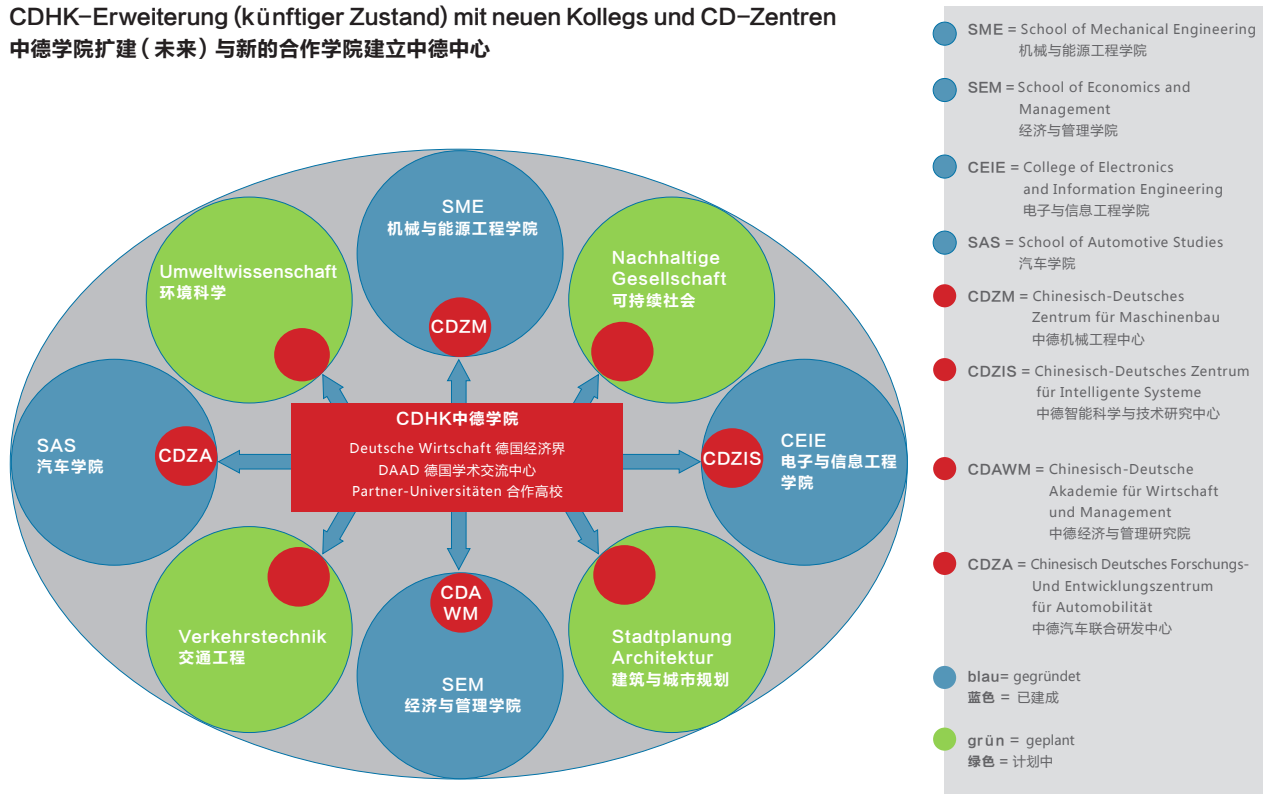 CDHK-Erweiterung (künftiger Zustand) mit neuen Kollegs und CD-Zentren
中德学院扩建(未来)与新的合作学院建立中德中心
SME
机械与能源工程学院
CDZM
Umweltwissenschaft
环境科学
Nachhaltige
Gesellschaft
可持续社会
SAS
汽车学院
CDZA
CDHK中德学院
Deutsche Wirtschaft 德国经济界
DAAD 德国学术交流中心
Partner-Universitäten 合作高校
CDZIS
CEIE
电子与信息工程
学院
Verkehrstechnik
交通工程
CDA
WM
SEM
经济与管理学院
Stadtplanung
Architektur
建筑与城市规划
SME = School of Mechanical Engineering
机械与能源工程学院
SEM = School of Economics and
Management
经济与管理学院
CEIE = College of Electronics
and Information Engineering
电子与信息工程学院
SAS = School of Automotive Studies
汽车学院
CDZM = Chinesisch-Deutsches
Zentrum für Maschinenbau
中德机械工程中心
CDZIS = Chinesisch-Deutsches Zentrum
für Intelligente Systeme
中德智能科学与技术研究中心
CDAWM = Chinesisch-Deutsche
Akademie für Wirtschaft
und Management
中德经济与管理研究院
CDZA = Chinesisch Deutsches Forschungs-
Und Entwicklungszentrum
für Automobilität
中德汽车联合研发中心
blau= gegründet
蓝色 = 已建成
grün = geplant
绿色 = 计划中